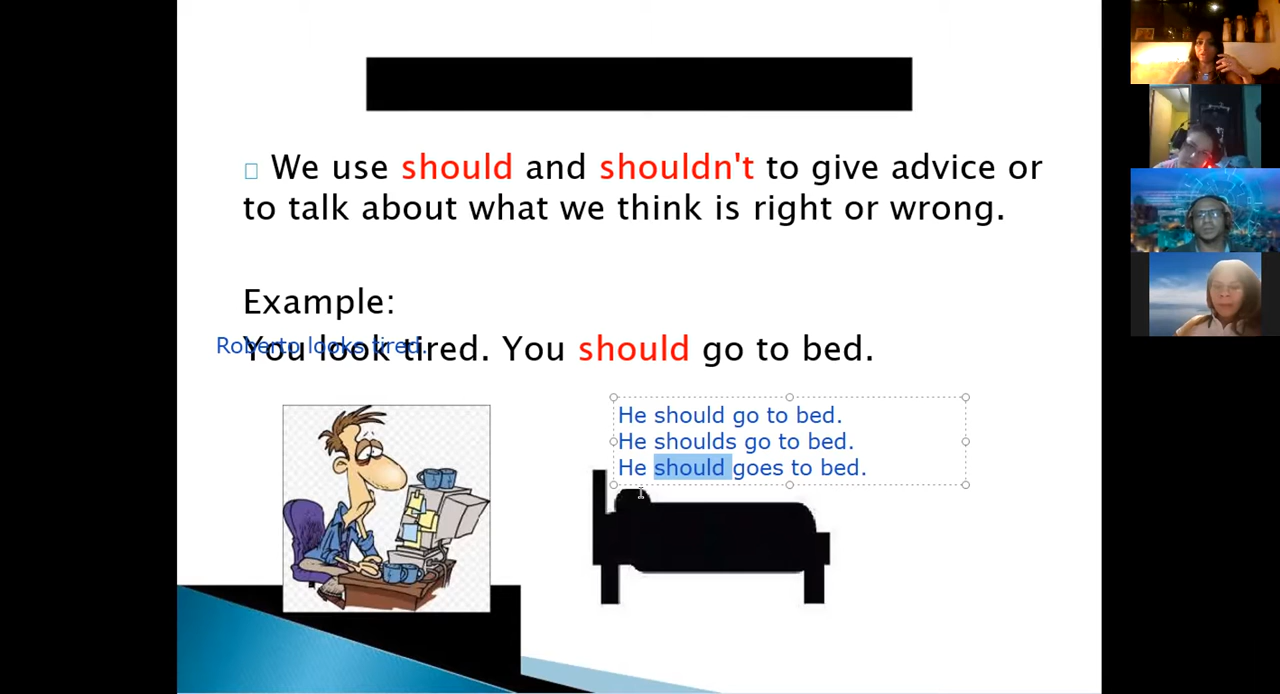 We use should and shouldn't to give advice or
to talk about what we think is right or wrong.
Example:
Roberto looks tired.
You look tired. You should go to bed.
He should go to bed.
He shoulds go to bed.
He should goes to bed.